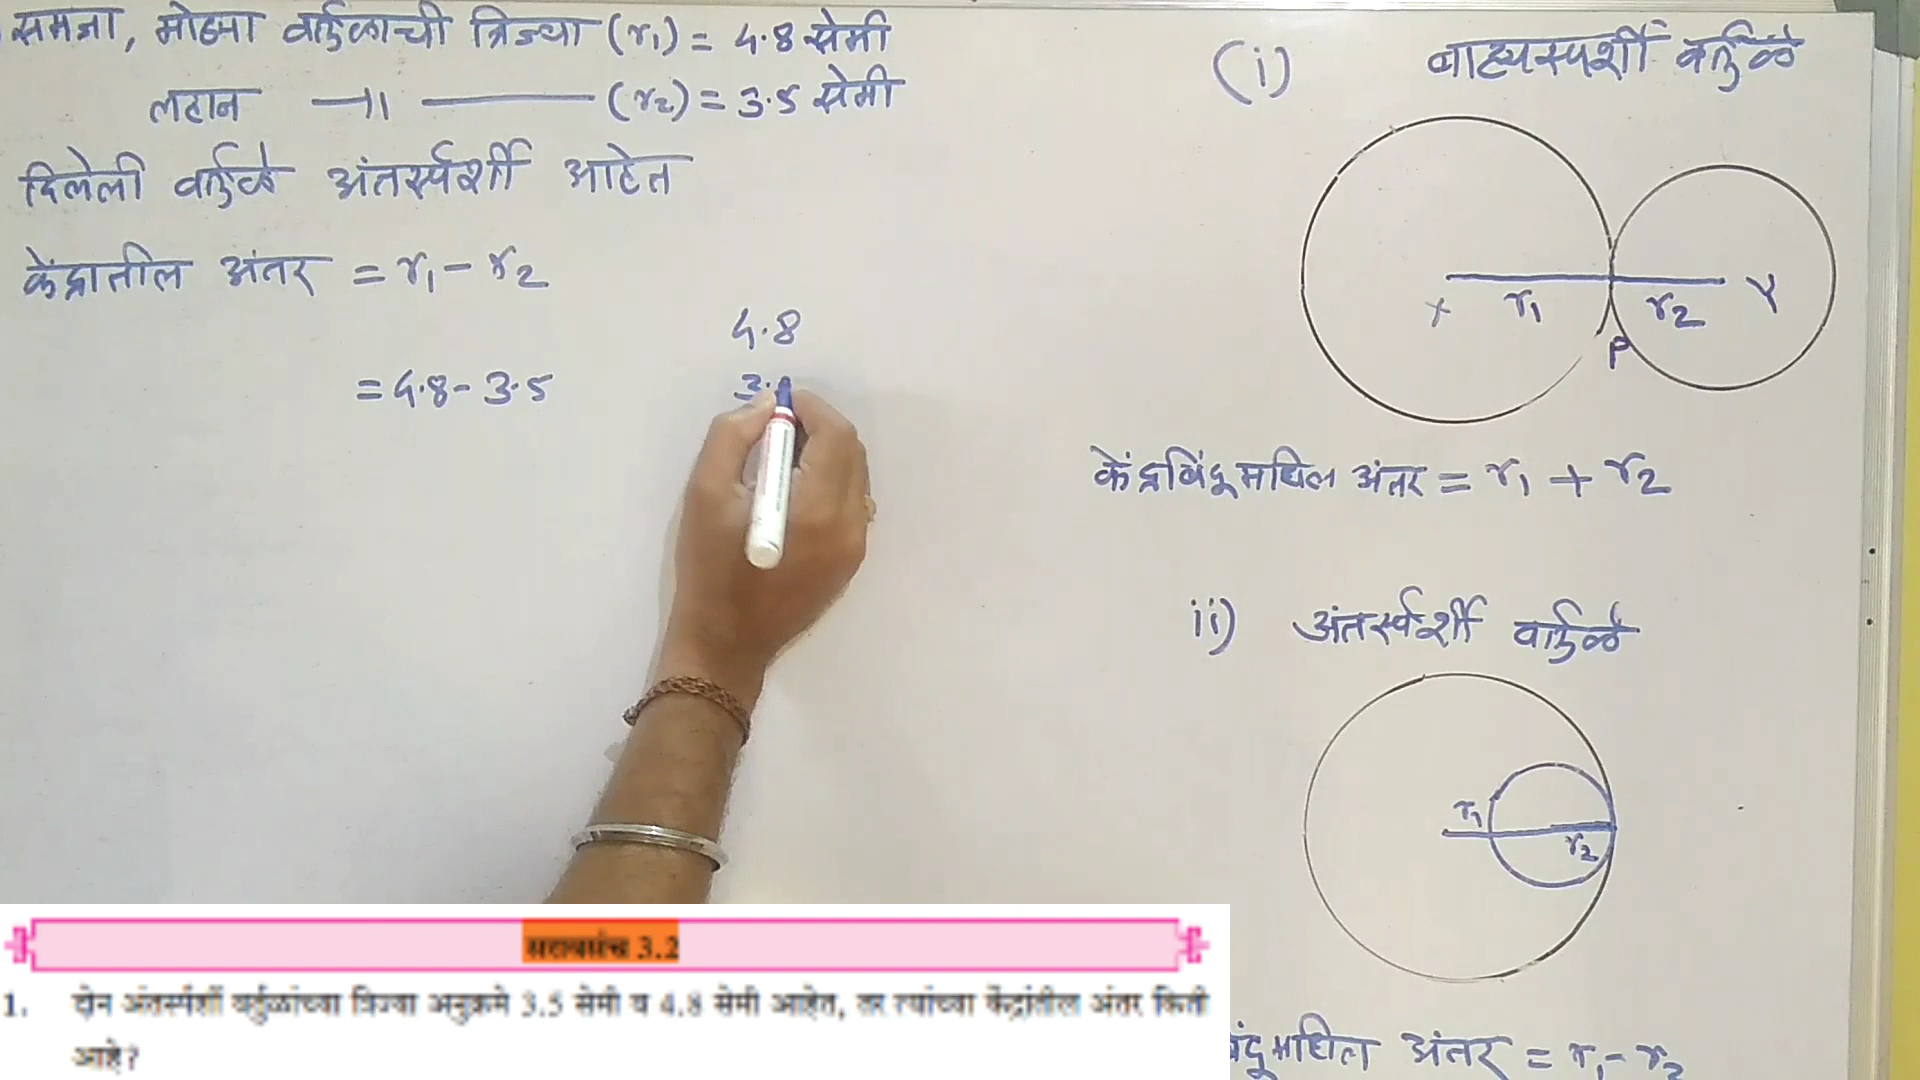 समजा, मोठ्या वर्तुळाची त्रिज्या (r₁) = 4.8 सेमी
लहान —॥— (r₂) = 3.5 सेमी
दिलेली वर्तुळे अंतर्स्पर्शी आहेत
केंद्रातील अंतर = r₁ - r₂
= 4.8 - 3.5
4.8
(i) बाह्यस्पर्शी वर्तुळे
X r₁ r₂ Y
P
केंद्रबिंदूमधिल अंतर = r₁ + r₂
ii) अंतर्स्पर्शी वर्तुळे
r₁
r₂
बिंदूमधिल अंतर = r₁ - r₂
सरावसंच 3.2
1. दोन अंतर्स्पर्शी वर्तुळांच्या त्रिज्या अनुक्रमे 3.5 सेमी व 4.8 सेमी आहेत, तर त्यांच्या केंद्रांतील अंतर किती
आहे?